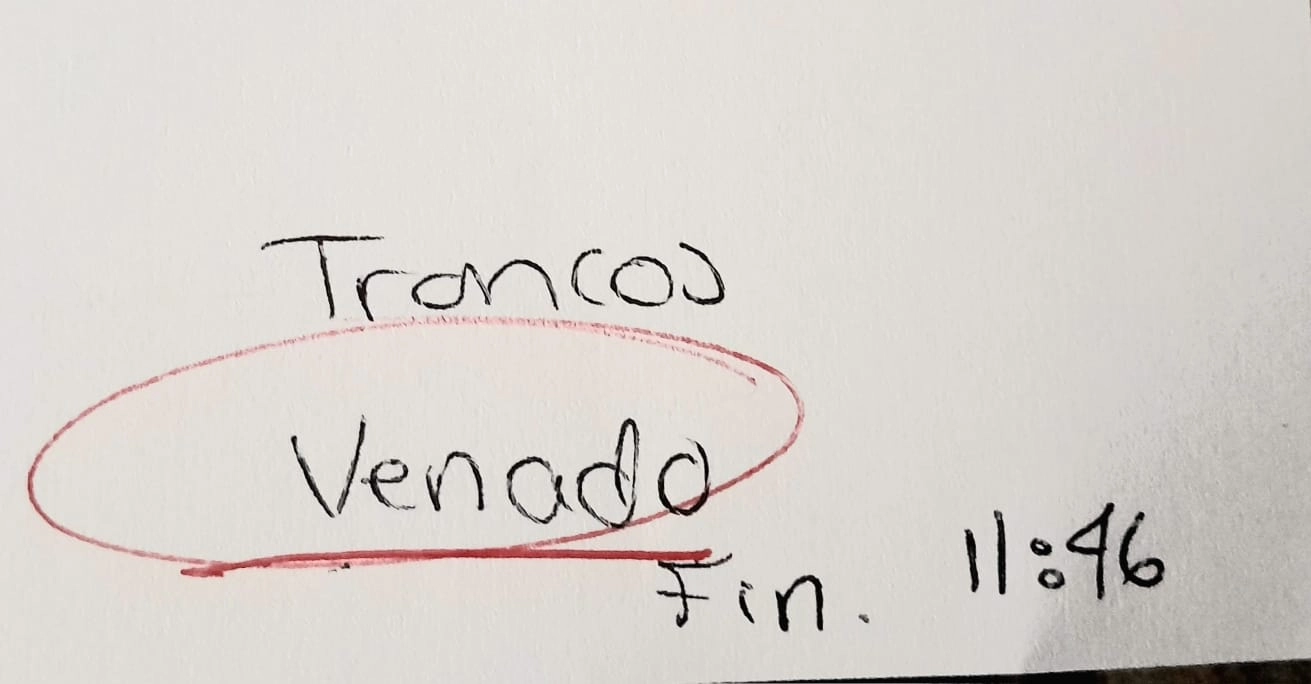 Troncos
Venado
Fin. 11:46